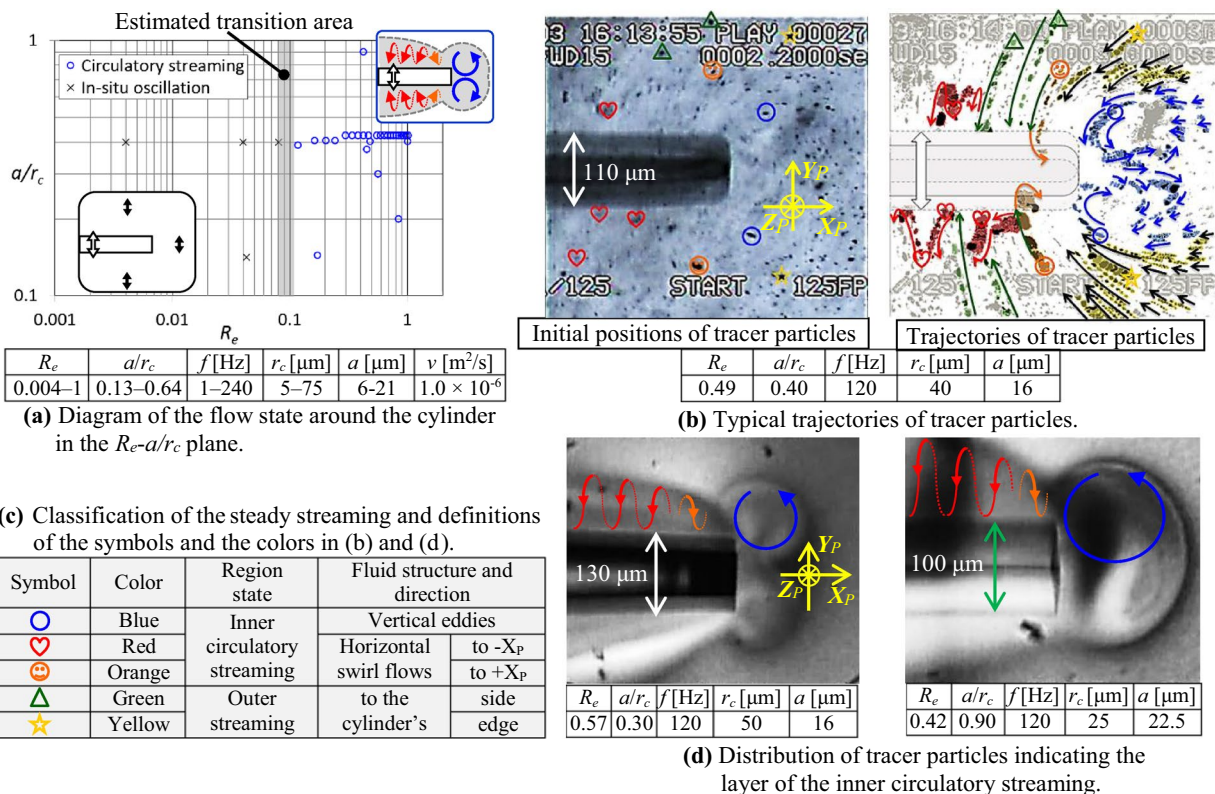 Estimated transition area
1
a/rc
0.1
0.001
0.01
0.1
1
Re
Circulatory streaming
In-situ oscillation
Re a/rc f [Hz] rc [μm] a [μm] ν [m²/s]
0.004–1 0.13–0.64 1–240 5–75 6-21 1.0 × 10⁻⁶
(a) Diagram of the flow state around the cylinder
in the Re-a/rc plane.
03 16:13:55 PLAY 00027
WD15 0002.2000se
110 μm
YP
ZP
XP
/125 START 125FP
Initial positions of tracer particles
Trajectories of tracer particles
Re a/rc f [Hz] rc [μm] a [μm]
0.49 0.40 120 40 16
(b) Typical trajectories of tracer particles.
(c) Classification of the steady streaming and definitions
of the symbols and the colors in (b) and (d).
Symbol Color Region state Fluid structure and direction
Blue Inner circulatory streaming Vertical eddies
Red Horizontal swirl flows to -XP
Orange to +XP
Green Outer streaming to the cylinder's side
Yellow edge
130 μm
YP
ZP
XP
100 μm
Re a/rc f [Hz] rc [μm] a [μm]
0.57 0.30 120 50 16
Re a/rc f [Hz] rc [μm] a [μm]
0.42 0.90 120 25 22.5
(d) Distribution of tracer particles indicating the
layer of the inner circulatory streaming.